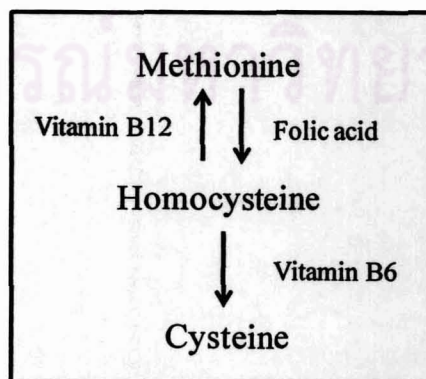 Methionine
Vitamin B12 Folic acid
Homocysteine
Vitamin B6
Cysteine